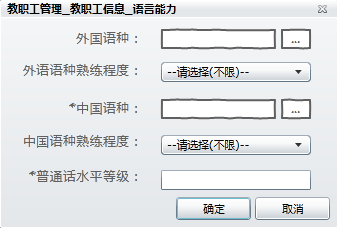 教职工管理_教职工信息_语言能力
外国语种： ...
外语语种熟练程度： --请选择(不限)--
*中国语种： ...
中国语种熟练程度： --请选择(不限)--
*普通话水平等级：
确定 取消